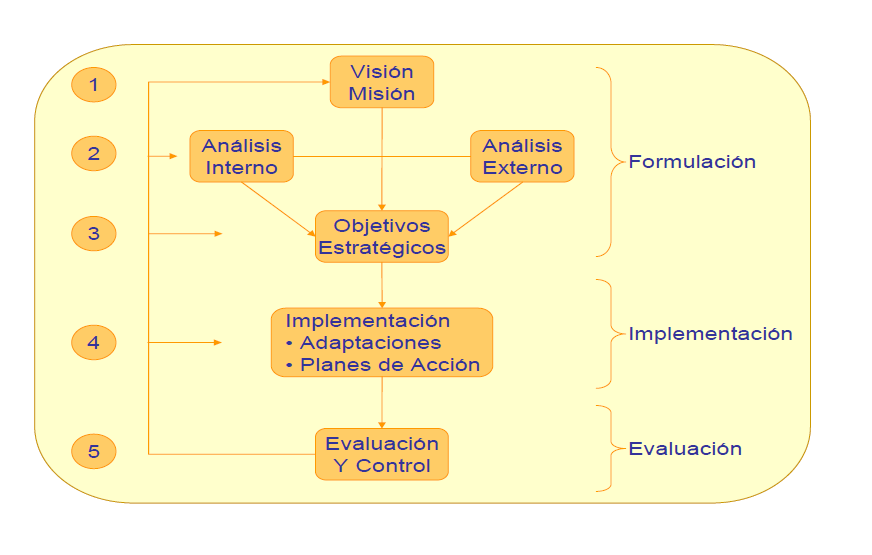 1
Visión
Misión
2
Análisis
Interno
Análisis
Externo
Formulación
3
Objetivos
Estratégicos
4
Implementación
• Adaptaciones
• Planes de Acción
Implementación
5
Evaluación
Y Control
Evaluación